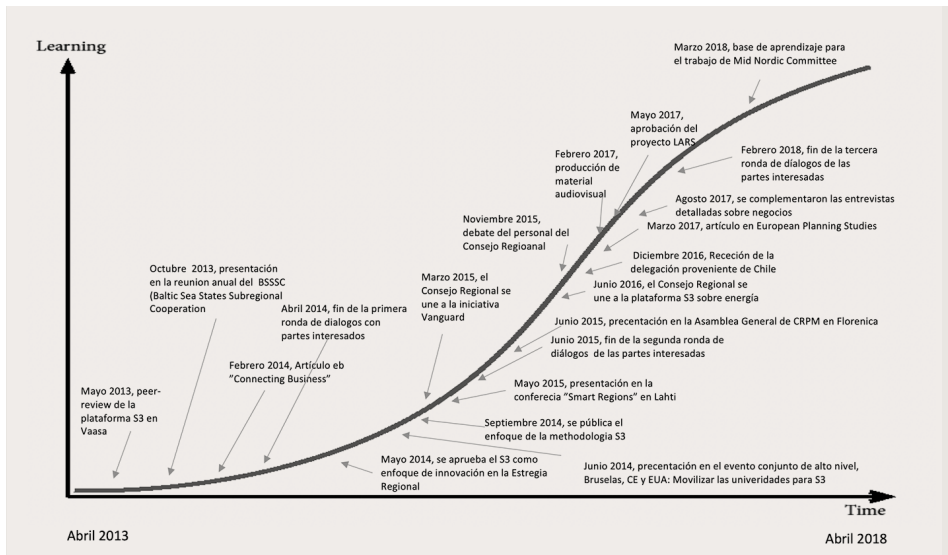 Learning
Marzo 2018, base de aprendizaje para
el trabajo de Mid Nordic Committee
Mayo 2017,
aprobación del
proyecto LARS
Febrero 2018, fin de la tercera
ronda de díalogos de las
partes interesadas
Febrero 2017,
producción de
material
audiovisual
Agosto 2017, se complementaron las entrevistas
detalladas sobre negocios
Marzo 2017, artículo en European Planning Studies
Noviembre 2015,
debate del personal del
Consejo Regioanal
Diciembre 2016, Receción de la
delegación proveniente de Chile
Junio 2016, el Consejo Regional se
une a la plataforma S3 sobre energía
Octubre 2013, presentación
en la reunion anual del BSSSC
(Baltic Sea States Subregional
Cooperation
Marzo 2015, el
Consejo Regional se
une a la iniciativa
Vanguard
Abril 2014, fin de la primera
ronda de dialogos con
partes interesados
Junio 2015, precentación en la Asamblea General de CRPM en Florenica
Junio 2015, fin de la segunda ronda de
diálogos de las partes interesadas
Febrero 2014, Artículo eb
"Connecting Business"
Mayo 2015, presentación en la
conferecia "Smart Regions" en Lahti
Mayo 2013, peer-
review de la
plataforma S3 en
Vaasa
Septiembre 2014, se pública el
enfoque de la methodologia S3
Mayo 2014, se aprueba el S3 como
enfoque de innovación en la Estregia
Regional
Junio 2014, presentación en el evento conjunto de alto nivel,
Bruselas, CE y EUA: Movilizar las univeridades para S3
Time
Abril 2013
Abril 2018